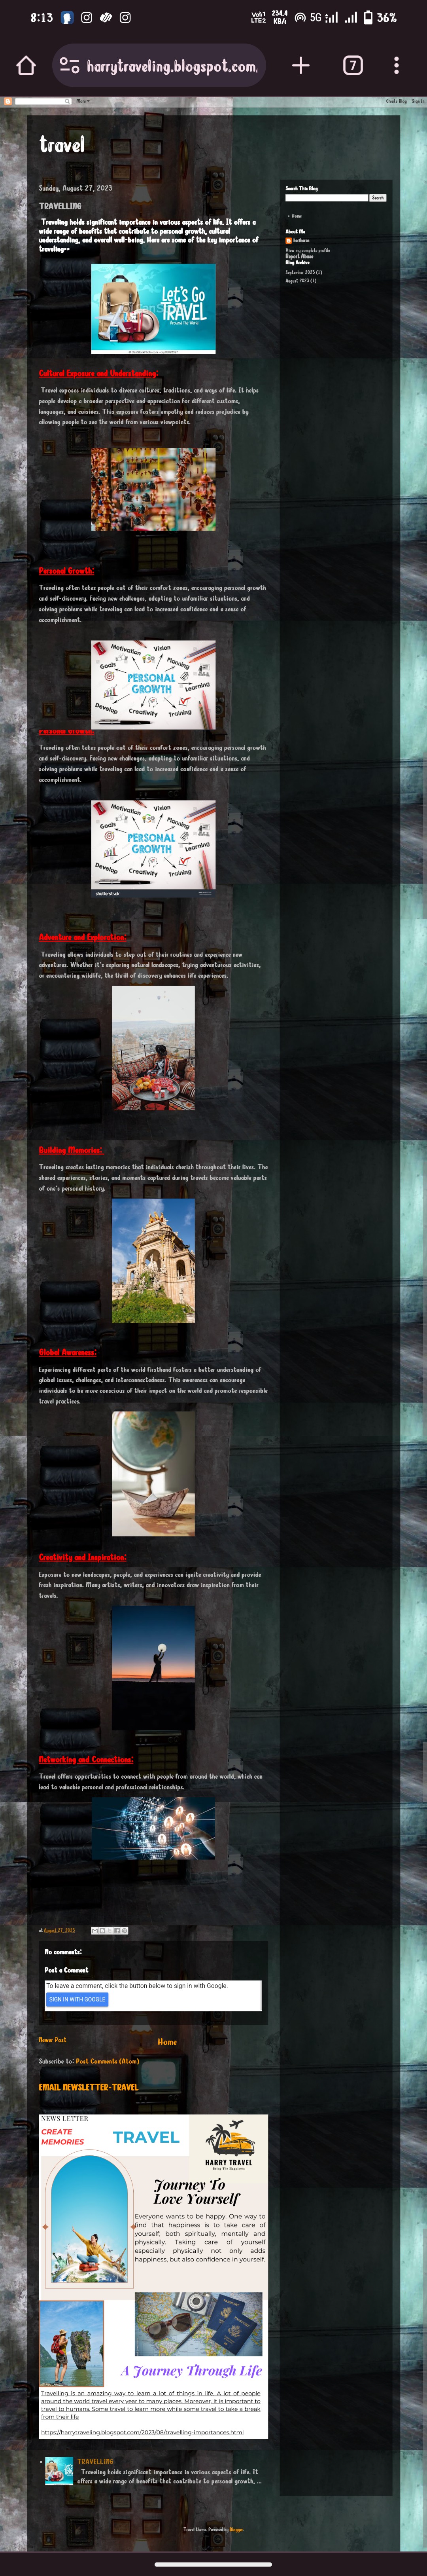 8:13
Vo) 1
LTE2
234.4
KB/s
5G
36%
harrytraveling.blogspot.com
7
More
Create Blog Sign In
travel
Sunday, August 27, 2023
TRAVELLING
Traveling holds significant importance in various aspects of life. It offers a
wide range of benefits that contribute to personal growth, cultural
understanding, and overall well-being. Here are some of the key importance of
traveling>>
LET'S GO
TRAVEL
Around the World
Cultural Exposure and Understanding:
Travel exposes individuals to diverse cultures, traditions, and ways of life. It helps
people develop a broader perspective and appreciation for different customs,
languages, and cuisines. This exposure fosters empathy and reduces prejudice by
allowing people to see the world from various viewpoints.
Personal Growth:
Traveling often takes people out of their comfort zones, encouraging personal growth
and self-discovery. Facing new challenges, adapting to unfamiliar situations, and
solving problems while traveling can lead to increased confidence and a sense of
accomplishment.
Motivation
Vision
Goals
Planning
Management
PERSONAL
GROWTH
Learning
Develop
Creativity
Training
Personal Growth:
Traveling often takes people out of their comfort zones, encouraging personal growth
and self-discovery. Facing new challenges, adapting to unfamiliar situations, and
solving problems while traveling can lead to increased confidence and a sense of
accomplishment.
Motivation
Vision
Goals
Planning
Management
PERSONAL
GROWTH
Learning
Develop
Creativity
Training
shutterstock
Adventure and Exploration:
Traveling allows individuals to step out of their routines and experience new
adventures. Whether it's exploring natural landscapes, trying adventurous activities,
or encountering wildlife, the thrill of discovery enhances life experiences.
Building Memories:
Traveling creates lasting memories that individuals cherish throughout their lives. The
shared experiences, stories, and moments captured during travels become valuable parts
of one's personal history.
Global Awareness:
Experiencing different parts of the world firsthand fosters a better understanding of
global issues, challenges, and interconnectedness. This awareness can encourage
individuals to be more conscious of their impact on the world and promote responsible
travel practices.
Creativity and Inspiration:
Exposure to new landscapes, people, and experiences can ignite creativity and provide
fresh inspiration. Many artists, writers, and innovators draw inspiration from their
travels.
Networking and Connections:
Travel offers opportunities to connect with people from around the world, which can
lead to valuable personal and professional relationships.
at August 27, 2023
No comments:
Post a Comment
To leave a comment, click the button below to sign in with Google.
SIGN IN WITH GOOGLE
Newer Post
Home
Subscribe to: Post Comments (Atom)
EMAIL NEWSLETTER-TRAVEL
NEWS LETTER
CREATE
MEMORIES
TRAVEL
HARRY TRAVEL
Journey To
Love Yourself
Everyone wants to be happy. One way to
find that happiness is to take care of
yourself; both spiritually, mentally and
physically. Taking care of yourself
especially physically not only adds
happiness, but also confidence in yourself.
A Journey Through Life
Travelling is an amazing way to learn a lot of things in life. A lot of people
around the world travel every year to many places. Moreover, it is important to
travel to humans. Some travel to learn more while some travel to take a break
from their life
https://harrytraveling.blogspot.com/2023/08/travelling-importances.html
TRAVELLING
Traveling holds significant importance in various aspects of life. It
offers a wide range of benefits that contribute to personal growth, ...
Search This Blog
Search
Home
About Me
hariharan
View my complete profile
Report Abuse
Blog Archive
September 2023 (1)
August 2023 (1)
Travel theme. Powered by Blogger.